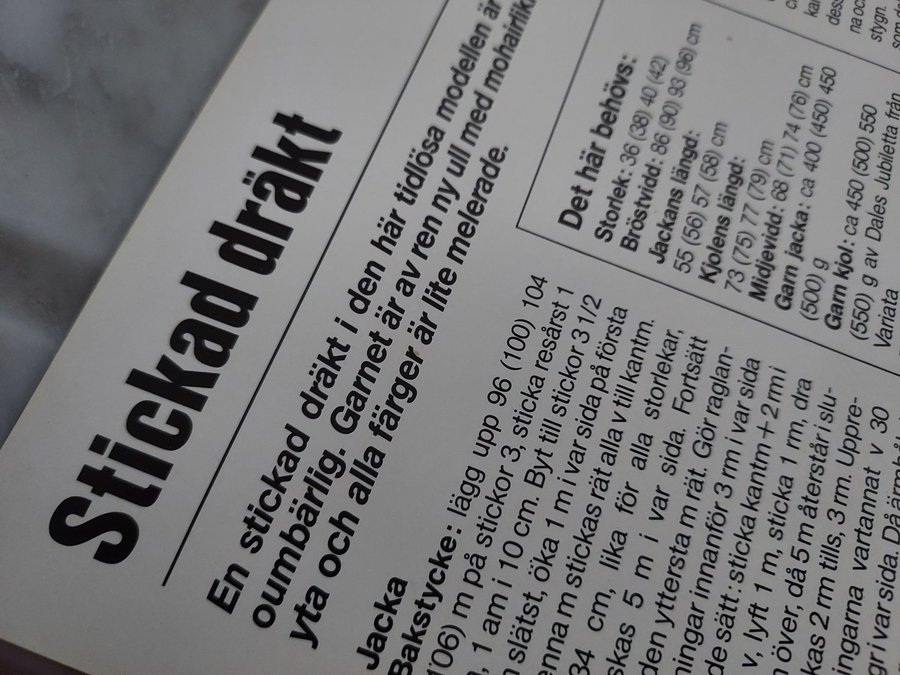 Stickad dräkt
En stickad dräkt i den här tidlösa modellen är
oumbärlig. Garnet är av ren ny ull med mohairlik
yta och alla färger är lite melerade.
Jacka
Bakstycke: lägg upp 96 (100) 104
106) m på stickor 3, sticka resårst 1
, 1 am i 10 cm. Byt till stickor 3 1/2
slätst, öka 1 m i var sida på första
enna m stickas rät alla v till kantm.
34 cm, lika för alla storlekar,
skas 5 m i var sida. Fortsätt
den yttersta m rät. Gör raglan-
ningar innanför 3 rm i var sida
de sätt: sticka kantm + 2 rm i
v, lyft 1 m, sticka 1 rm, dra
över, då 5 m återstår i slu-
kas 2 rm tills, 3 rm. Uppre-
ingarna vartannat v 30
gr i var sida. Då
Det här behövs:
Storlek: 36 (38) 40 (42)
Bröstvidd: 86 (90) 93 (96) cm
Jackans längd:
55 (56) 57 (58) cm
Kjolens längd:
73 (75) 77 (79) cm
Midjevidd: 68 (71) 74 (76) cm
Garn jacka: ca 400 (450) 450
(500) g
Garn kjol: ca 450 (500) 550
(550) g av Dales Jubiletta från
Variata
stygn.